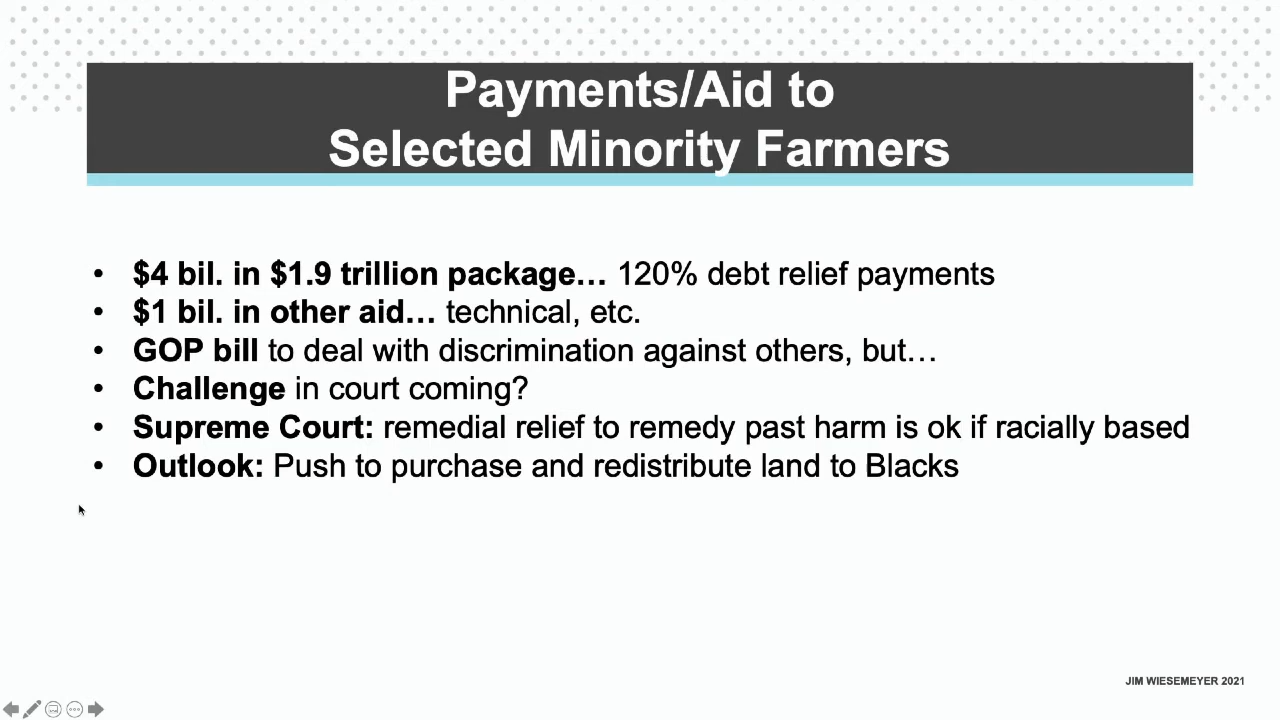 Payments/Aid to
Selected Minority Farmers
• $4 bil. in $1.9 trillion package… 120% debt relief payments
• $1 bil. in other aid… technical, etc.
• GOP bill to deal with discrimination against others, but…
• Challenge in court coming?
• Supreme Court: remedial relief to remedy past harm is ok if racially based
• Outlook: Push to purchase and redistribute land to Blacks
JIM WIESEMEYER 2021